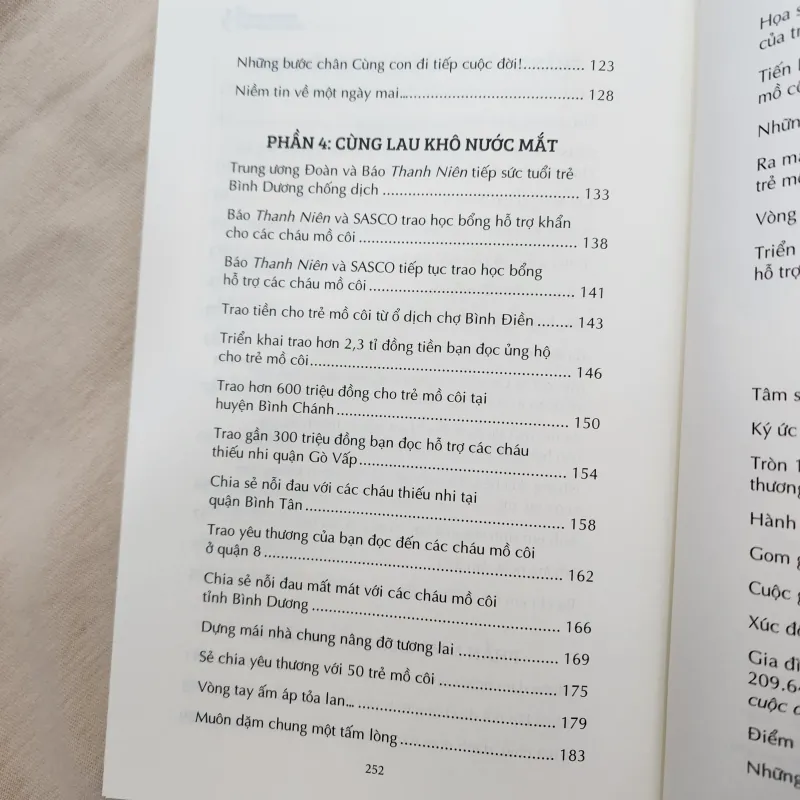 Những bước chân Cùng con đi tiếp cuộc đời!.............. 123
Niềm tin về một ngày mai........................................... 128
PHẦN 4: CÙNG LAU KHÔ NƯỚC MẮT
Trung ương Đoàn và Báo Thanh Niên tiếp sức tuổi trẻ
Bình Dương chống dịch ................................................ 133
Báo Thanh Niên và SASCO trao học bổng hỗ trợ khẩn
cho các cháu mồ côi ..................................................... 138
Báo Thanh Niên và SASCO tiếp tục trao học bổng
hỗ trợ các cháu mồ côi .................................................. 141
Trao tiền cho trẻ mồ côi từ ổ dịch chợ Bình Điền ........ 143
Triển khai trao hơn 2,3 tỉ đồng tiền bạn đọc ủng hộ
cho trẻ mồ côi................................................................ 146
Trao hơn 600 triệu đồng cho trẻ mồ côi tại
huyện Bình Chánh ......................................................... 150
Trao gần 300 triệu đồng bạn đọc hỗ trợ các cháu
thiếu nhi quận Gò Vấp................................................... 154
Chia sẻ nỗi đau với các cháu thiếu nhi tại
quận Bình Tân ............................................................... 158
Trao yêu thương của bạn đọc đến các cháu mồ côi
ở quận 8........................................................................ 162
Chia sẻ nỗi đau mất mát với các cháu mồ côi
tỉnh Bình Dương............................................................ 166
Dựng mái nhà chung nâng đỡ tương lai ....................... 169
Sẻ chia yêu thương với 50 trẻ mồ côi ........................... 175
Vòng tay ấm áp tỏa lan... .............................................. 179
Muôn dặm chung một tấm lòng.................................... 183
252
Họa
của
Tiến
mồ
Những
Ra
trẻ
Vòng
Triển
hỗ trợ
Tâm
Ký ức
Tròn
thương
Hành
Gom
Cuộc
Xúc
Gia
209.64
cuộc
Điểm
Những